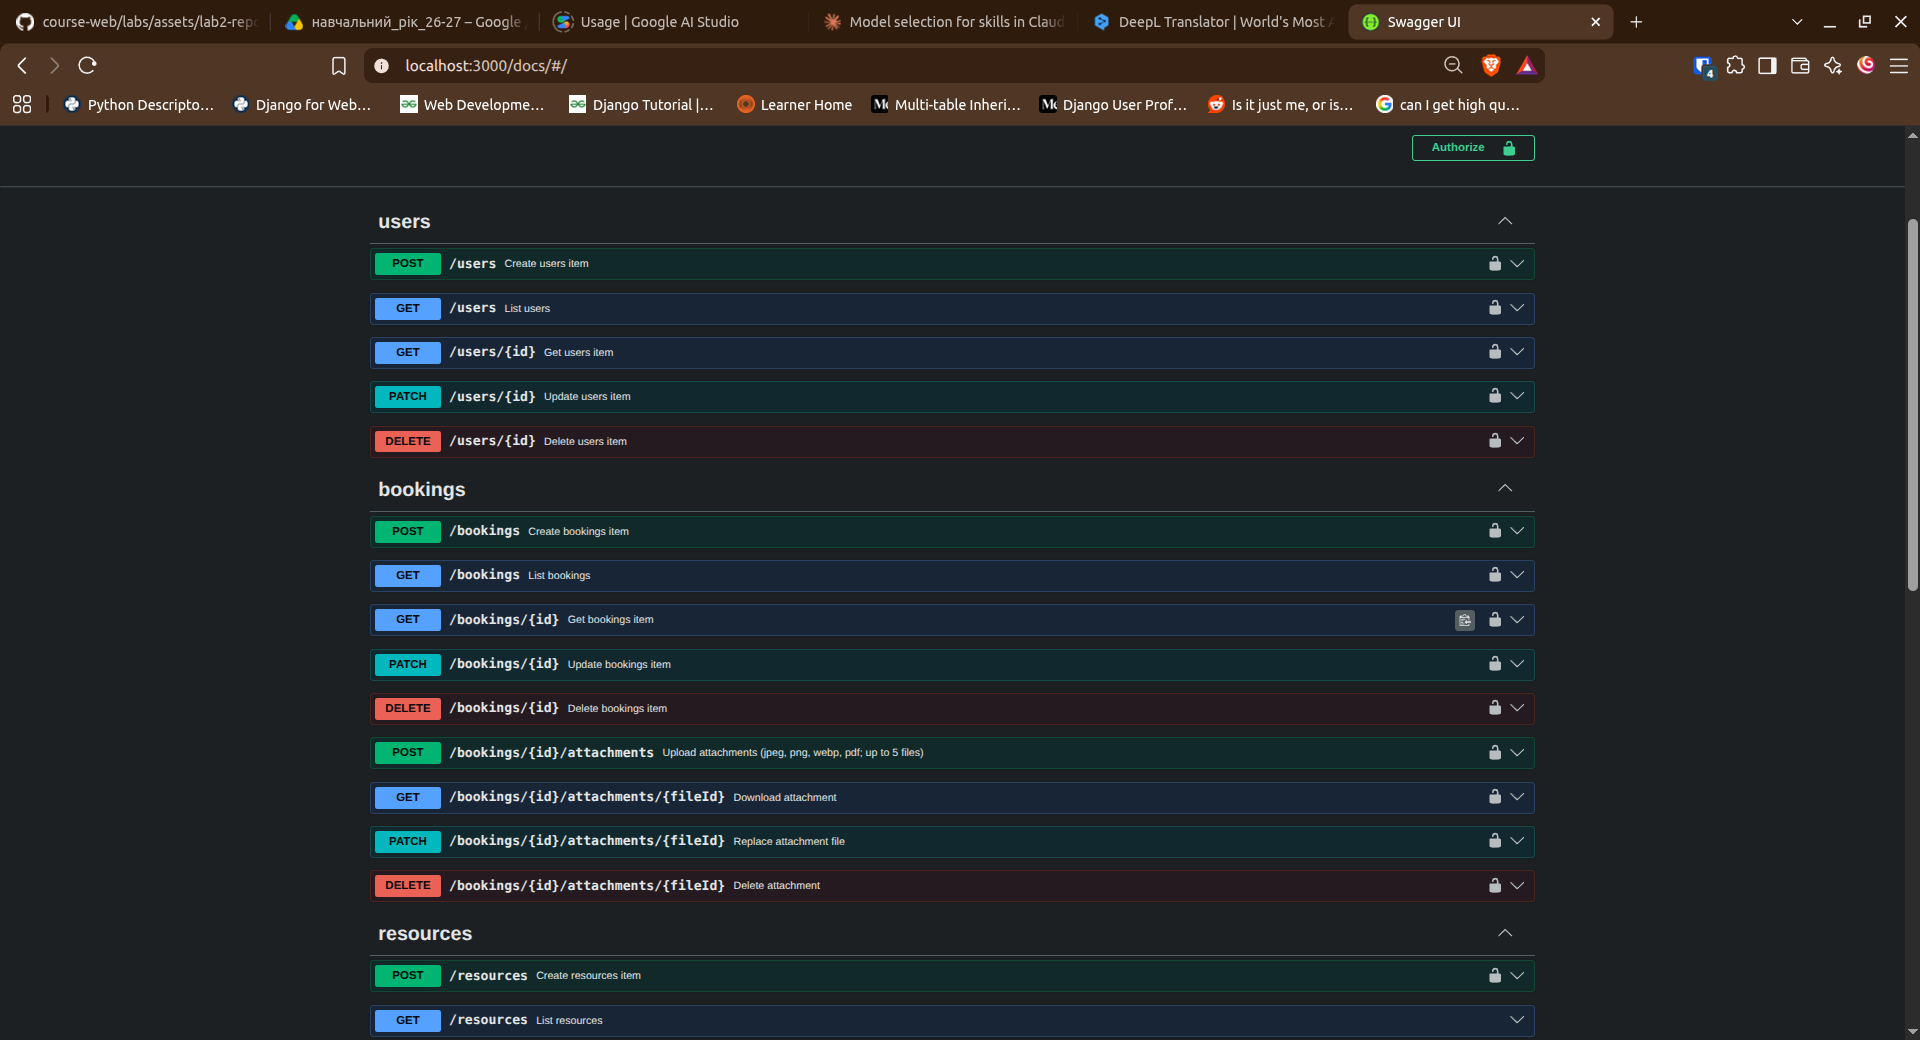 course-web/labs/assets/lab2-repo
навчальний_рік_26-27 – Google
Usage | Google AI Studio
Model selection for skills in Claud
DeepL Translator | World's Most A
Swagger UI
localhost:3000/docs/#/
4
Python Descripto...
Django for Web...
Web Developme...
Django Tutorial |...
Learner Home
Multi-table Inheri...
Django User Prof...
Is it just me, or is...
can I get high qu...
Authorize
users
POST /users Create users item
GET /users List users
GET /users/{id} Get users item
PATCH /users/{id} Update users item
DELETE /users/{id} Delete users item
bookings
POST /bookings Create bookings item
GET /bookings List bookings
GET /bookings/{id} Get bookings item
PATCH /bookings/{id} Update bookings item
DELETE /bookings/{id} Delete bookings item
POST /bookings/{id}/attachments Upload attachments (jpeg, png, webp, pdf; up to 5 files)
GET /bookings/{id}/attachments/{fileId} Download attachment
PATCH /bookings/{id}/attachments/{fileId} Replace attachment file
DELETE /bookings/{id}/attachments/{fileId} Delete attachment
resources
POST /resources Create resources item
GET /resources List resources